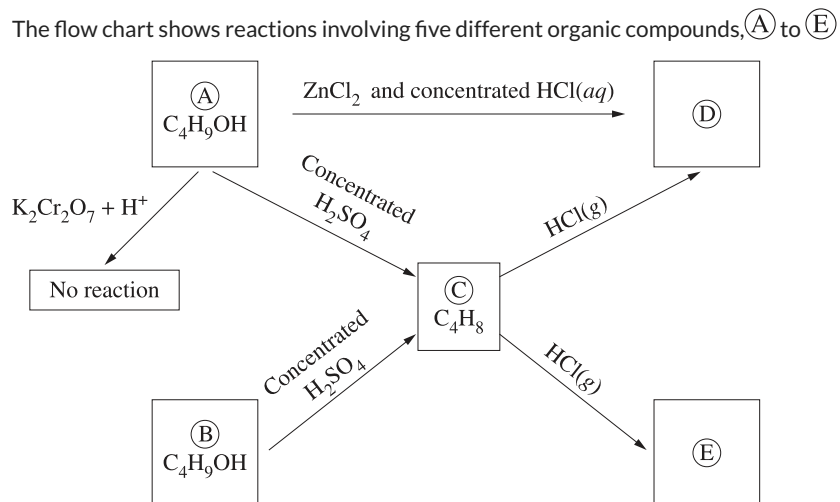 The flow chart shows reactions involving five different organic compounds, Ⓐ to Ⓔ
Ⓐ
C₄H₉OH
ZnCl₂ and concentrated HCl(aq)
Ⓓ
K₂Cr₂O₇ + H⁺
Concentrated
H₂SO₄
HCl(g)
No reaction
Ⓒ
C₄H₈
Concentrated
H₂SO₄
HCl(g)
Ⓑ
C₄H₉OH
Ⓔ